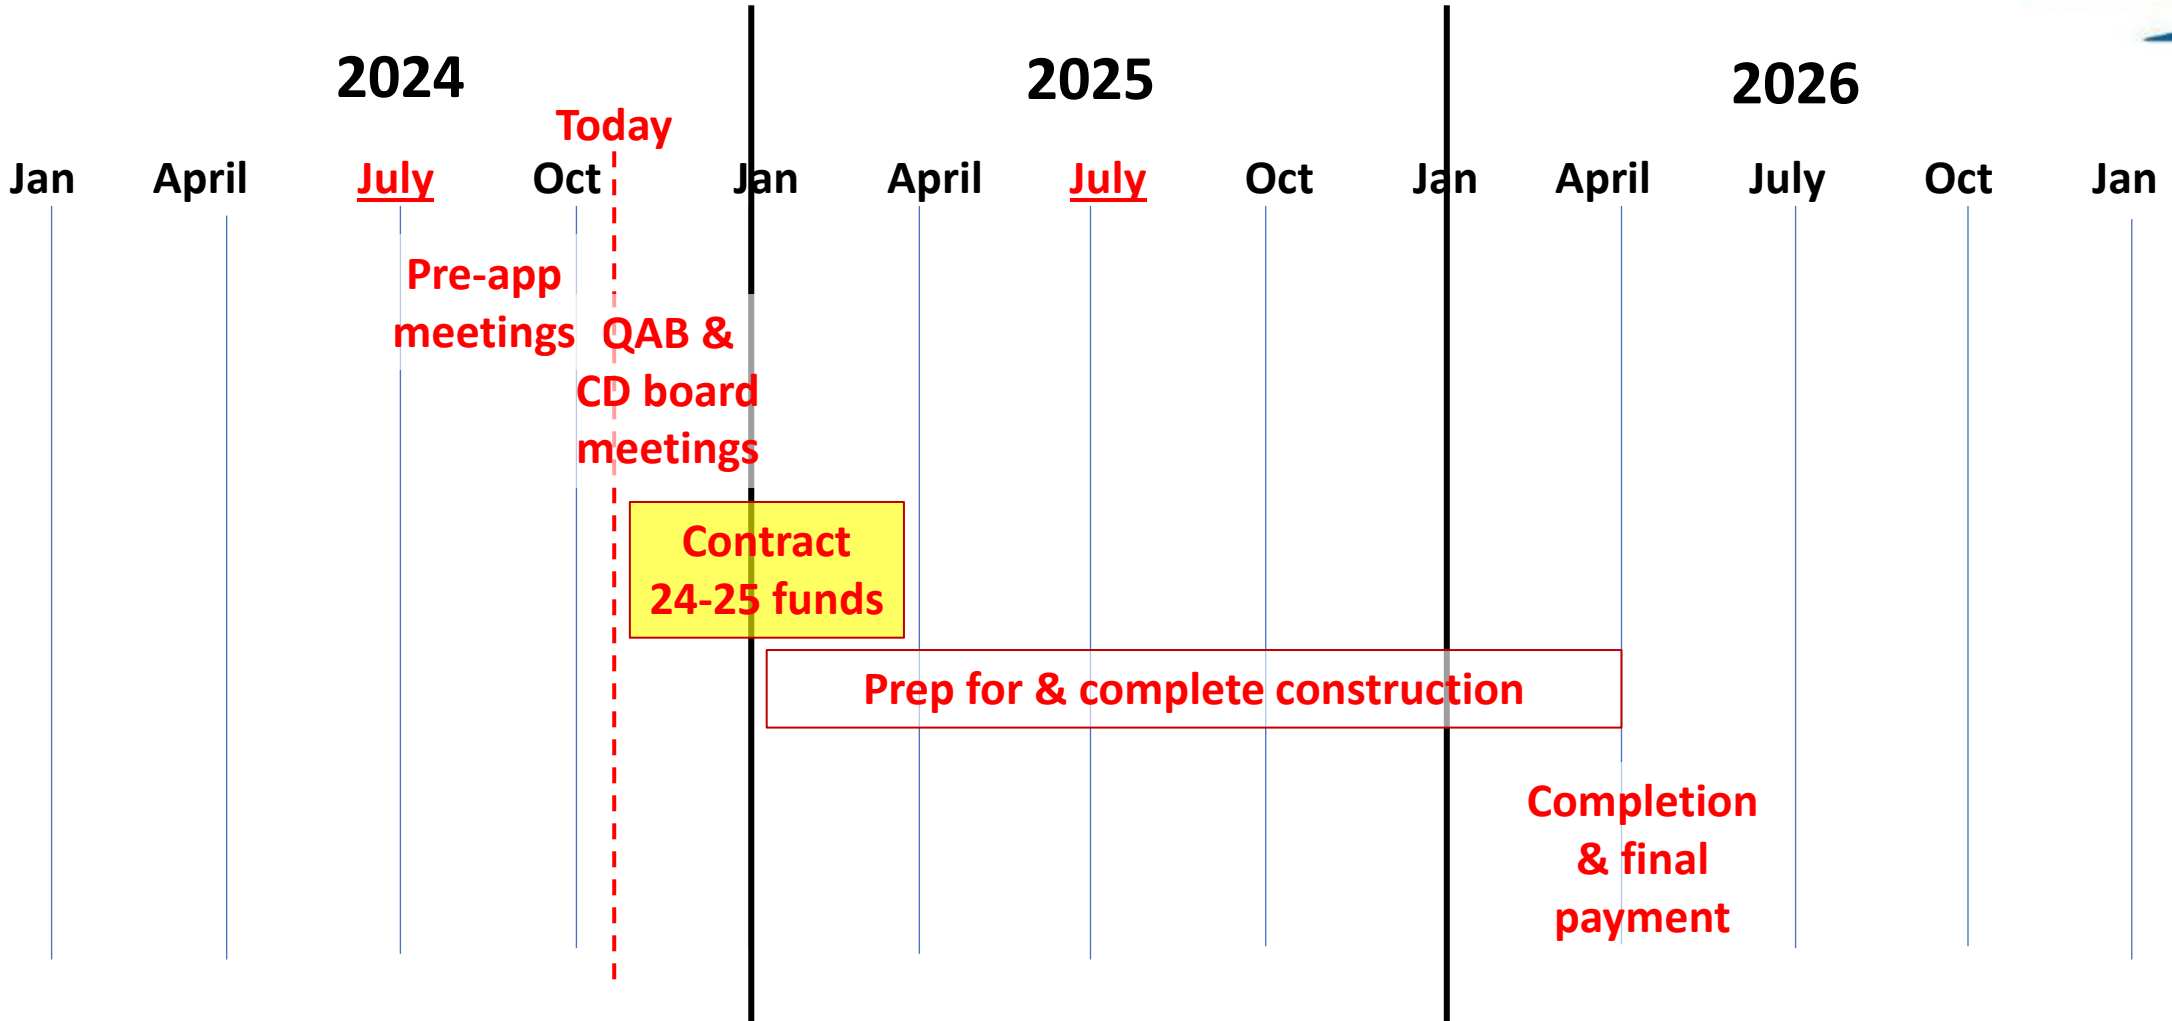 2024 2025 2026
Today
Jan April July Oct Jan April July Oct Jan April July Oct Jan
Pre-app
meetings
QAB &
CD board
meetings
Contract
24-25 funds
Prep for & complete construction
Completion
& final
payment